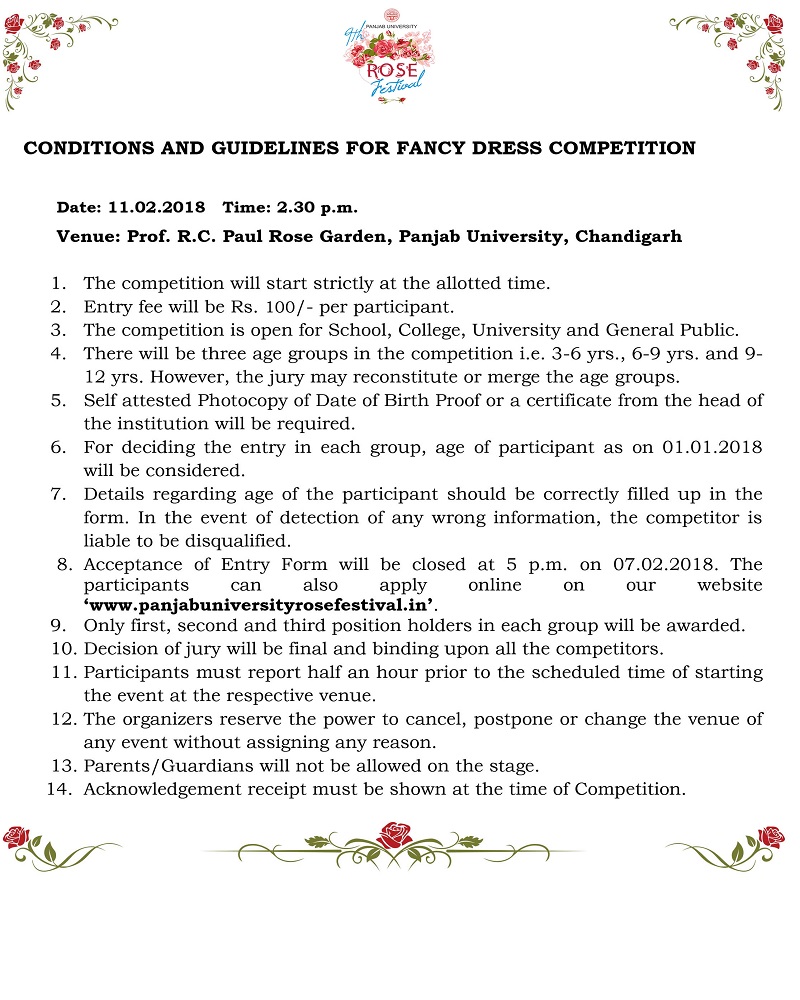 PANJAB UNIVERSITY
9th
ROSE
Festival
CONDITIONS AND GUIDELINES FOR FANCY DRESS COMPETITION
Date: 11.02.2018 Time: 2.30 p.m.
Venue: Prof. R.C. Paul Rose Garden, Panjab University, Chandigarh
1. The competition will start strictly at the allotted time.
2. Entry fee will be Rs. 100/- per participant.
3. The competition is open for School, College, University and General Public.
4. There will be three age groups in the competition i.e. 3-6 yrs., 6-9 yrs. and 9-
12 yrs. However, the jury may reconstitute or merge the age groups.
5. Self attested Photocopy of Date of Birth Proof or a certificate from the head of
the institution will be required.
6. For deciding the entry in each group, age of participant as on 01.01.2018
will be considered.
7. Details regarding age of the participant should be correctly filled up in the
form. In the event of detection of any wrong information, the competitor is
liable to be disqualified.
8. Acceptance of Entry Form will be closed at 5 p.m. on 07.02.2018. The
participants can also apply online on our website
‘www.panjabuniversityrosefestival.in’.
9. Only first, second and third position holders in each group will be awarded.
10. Decision of jury will be final and binding upon all the competitors.
11. Participants must report half an hour prior to the scheduled time of starting
the event at the respective venue.
12. The organizers reserve the power to cancel, postpone or change the venue of
any event without assigning any reason.
13. Parents/Guardians will not be allowed on the stage.
14. Acknowledgement receipt must be shown at the time of Competition.